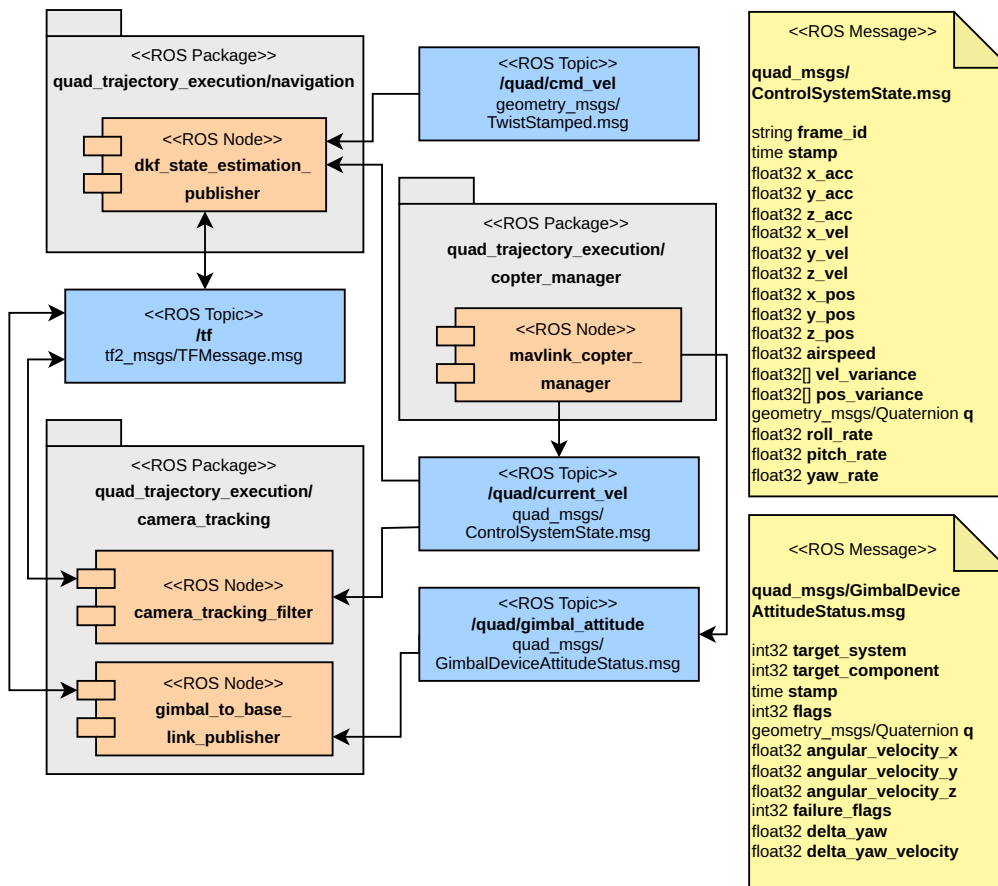 <<ROS Package>>
quad_trajectory_execution/navigation
<<ROS Node>>
dkf_state_estimation_
publisher
<<ROS Topic>>
/quad/cmd_vel
geometry_msgs/
TwistStamped.msg
<<ROS Topic>>
/tf
tf2_msgs/TFMessage.msg
<<ROS Package>>
quad_trajectory_execution/
copter_manager
<<ROS Node>>
mavlink_copter_
manager
<<ROS Package>>
quad_trajectory_execution/
camera_tracking
<<ROS Node>>
camera_tracking_filter
<<ROS Node>>
gimbal_to_base_
link_publisher
<<ROS Topic>>
/quad/current_vel
quad_msgs/
ControlSystemState.msg
<<ROS Topic>>
/quad/gimbal_attitude
quad_msgs/
GimbalDeviceAttitudeStatus.msg
<<ROS Message>>
quad_msgs/
ControlSystemState.msg
string frame_id
time stamp
float32 x_acc
float32 y_acc
float32 z_acc
float32 x_vel
float32 y_vel
float32 z_vel
float32 x_pos
float32 y_pos
float32 z_pos
float32 airspeed
float32[] vel_variance
float32[] pos_variance
geometry_msgs/Quaternion q
float32 roll_rate
float32 pitch_rate
float32 yaw_rate
<<ROS Message>>
quad_msgs/GimbalDevice
AttitudeStatus.msg
int32 target_system
int32 target_component
time stamp
int32 flags
geometry_msgs/Quaternion q
float32 angular_velocity_x
float32 angular_velocity_y
float32 angular_velocity_z
int32 failure_flags
float32 delta_yaw
float32 delta_yaw_velocity